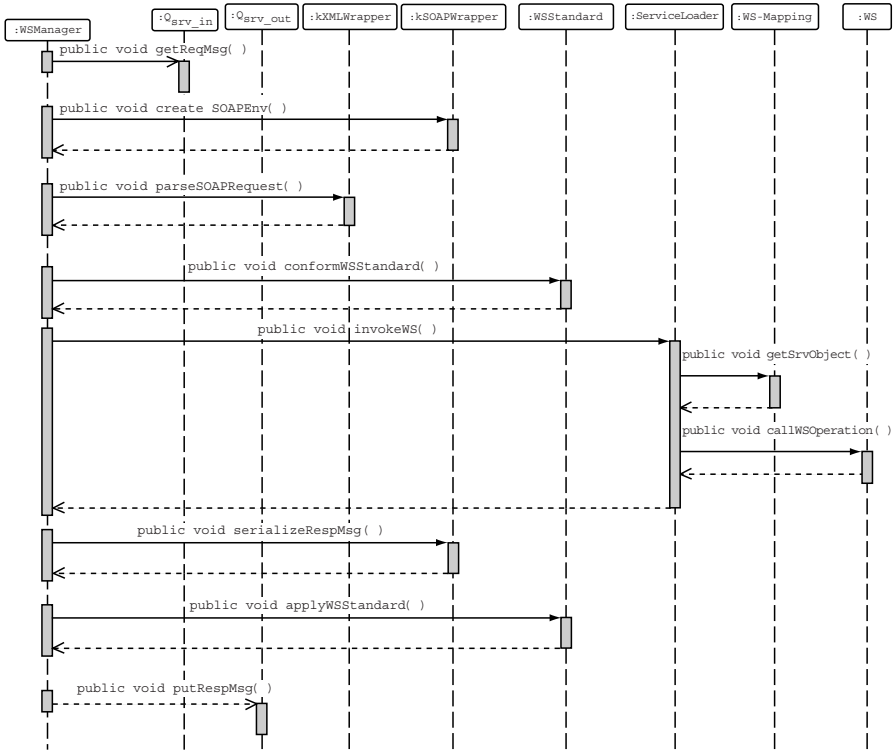 :WSManager
:Qsrv_in
:Qsrv_out
:kXMLWrapper
:kSOAPWrapper
:WSStandard
:ServiceLoader
:WS-Mapping
:WS
public void getReqMsg( )
public void create SOAPEnv( )
public void parseSOAPRequest( )
public void conformWSStandard( )
public void invokeWS( )
public void getSrvObject( )
public void callWSOperation( )
public void serializeRespMsg( )
public void applyWSStandard( )
public void putRespMsg( )